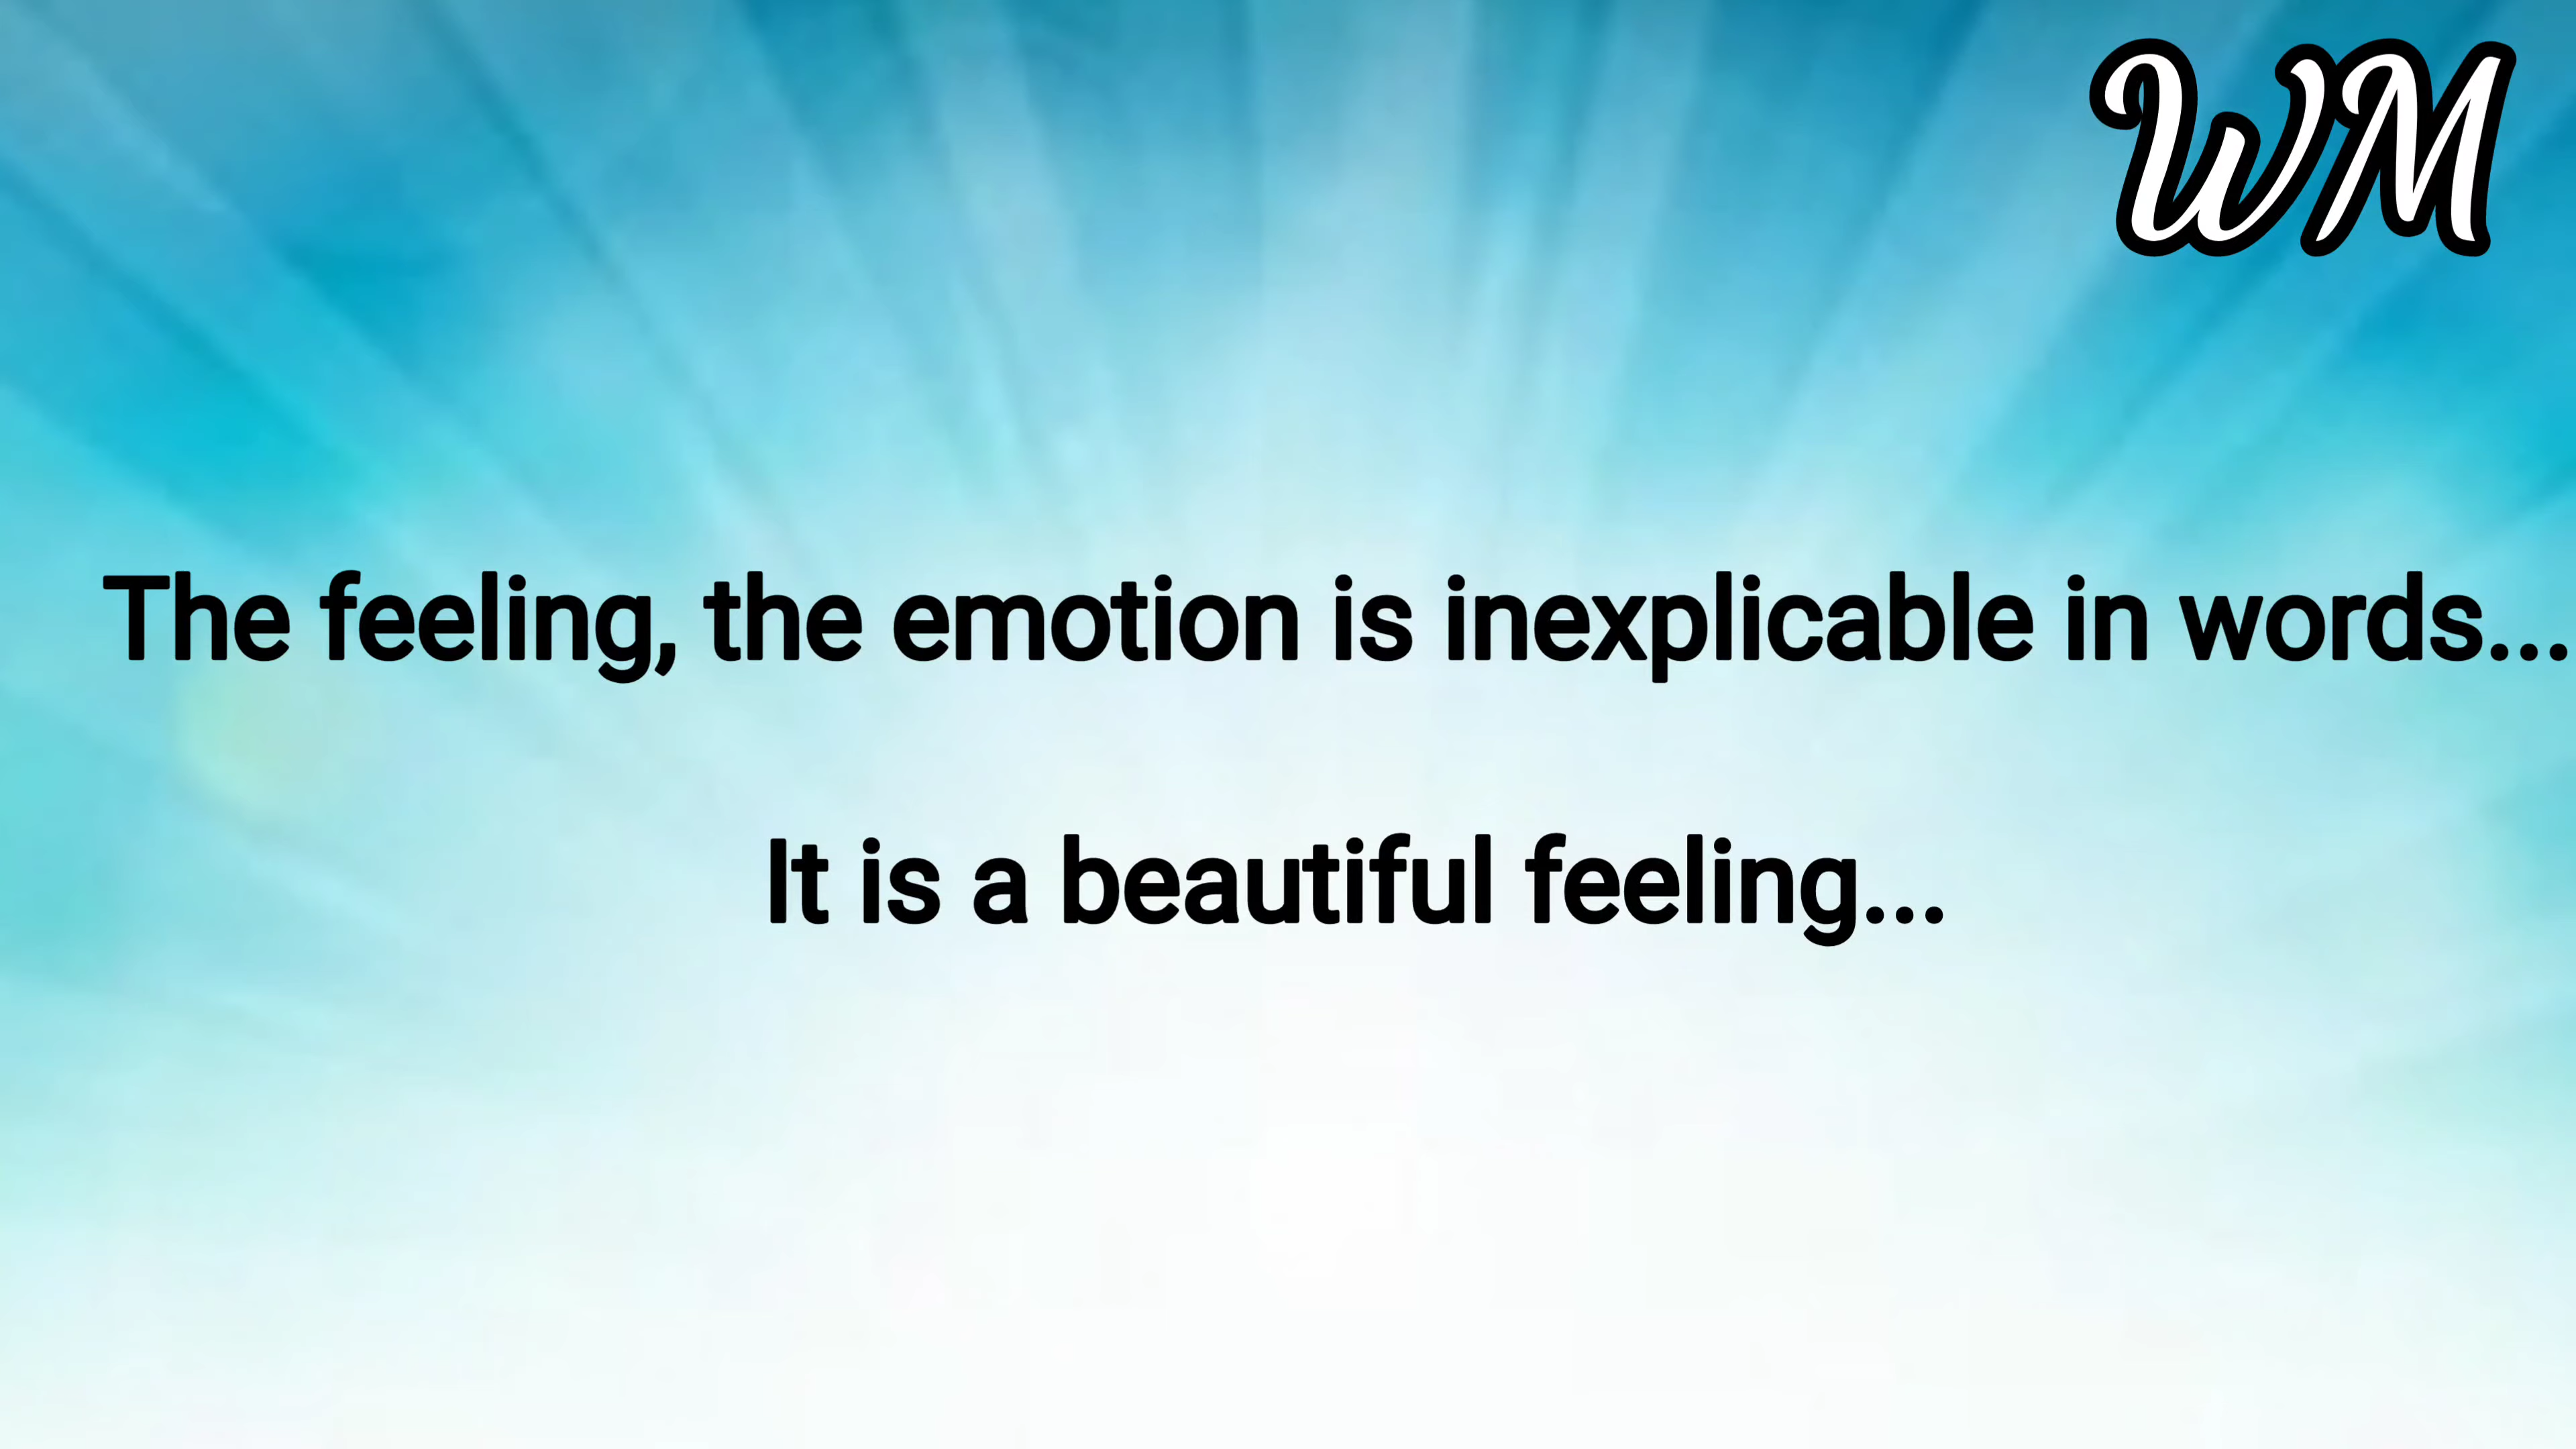 WM
The feeling, the emotion is inexplicable in words...
It is a beautiful feeling...